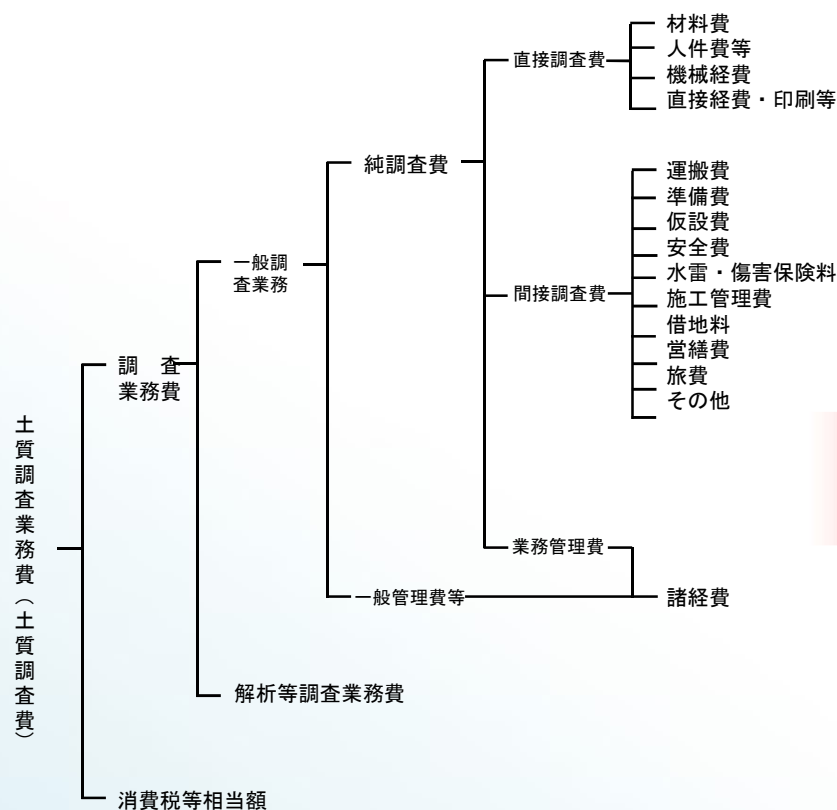 土質調査業務費（土質調査費）
調　査
業務費
消費税等相当額
一般調
査業務
解析等調査業務費
純調査費
一般管理費等
直接調査費
間接調査費
業務管理費
材料費
人件費等
機械経費
直接経費・印刷等
運搬費
準備費
仮設費
安全費
水雷・傷害保険料
施工管理費
借地料
営繕費
旅費
その他
諸経費